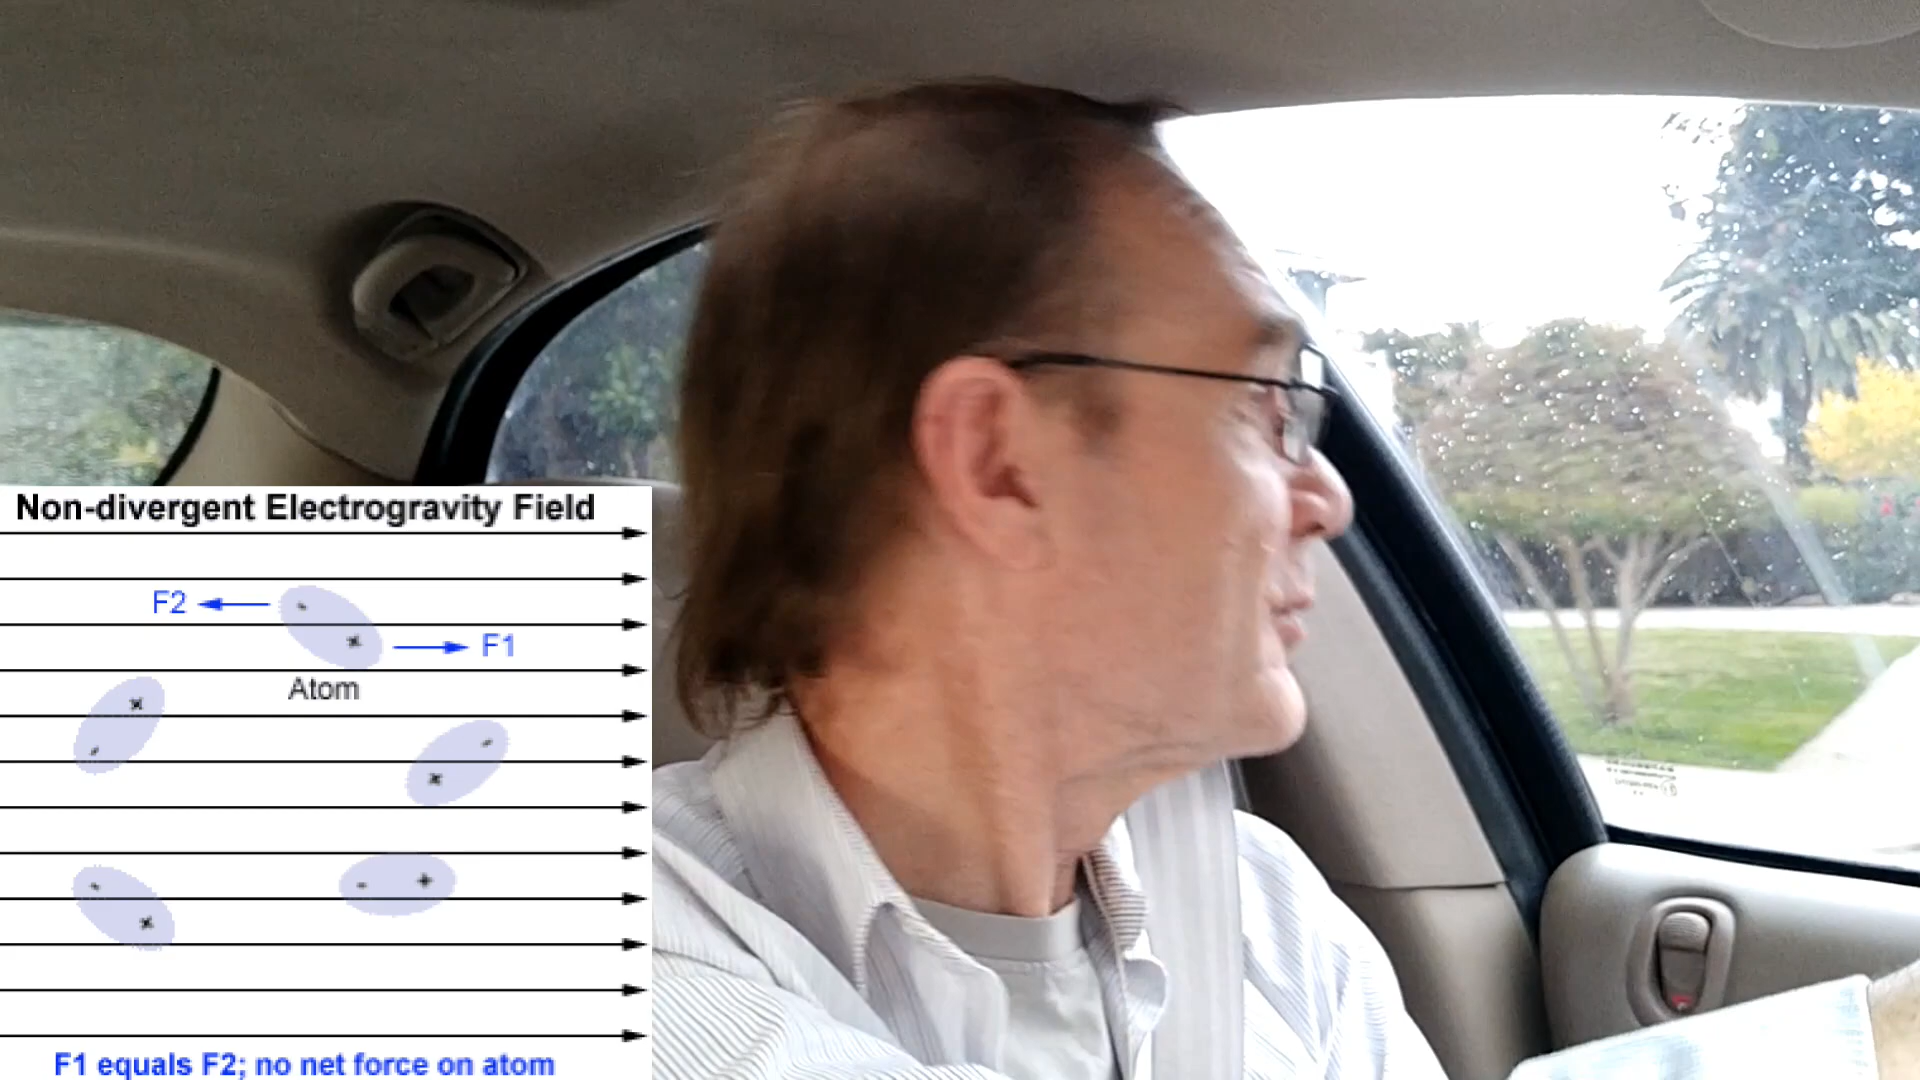 Non-divergent Electrogravity Field
F2
F1
Atom
F1 equals F2; no net force on atom